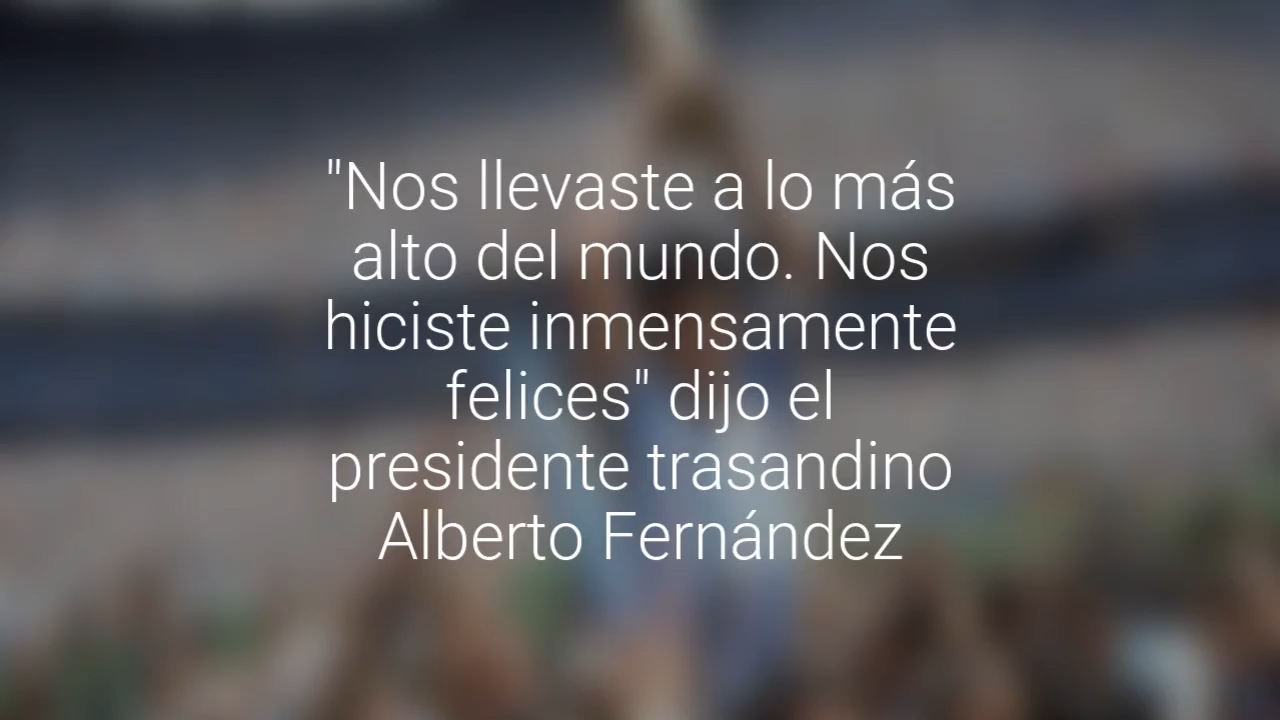 "Nos llevaste a lo más
alto del mundo. Nos
hiciste inmensamente
felices" dijo el
presidente trasandino
Alberto Fernández